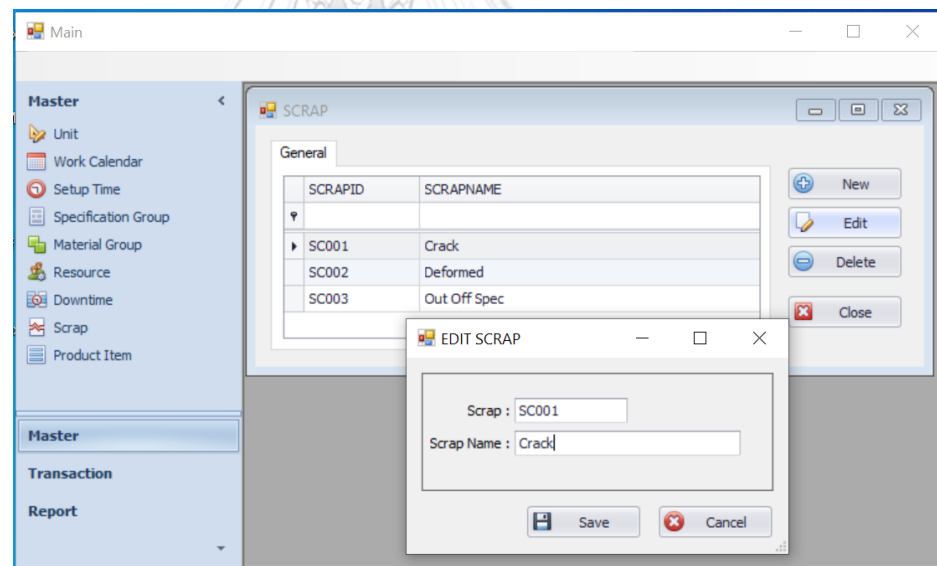 Main
Master
Unit
Work Calendar
Setup Time
Specification Group
Material Group
Resource
Downtime
Scrap
Product Item
Master
Transaction
Report
SCRAP
General
SCRAPID SCRAPNAME
SC001 Crack
SC002 Deformed
SC003 Out Off Spec
New
Edit
Delete
Close
EDIT SCRAP
Scrap : SC001
Scrap Name : Crack
Save Cancel